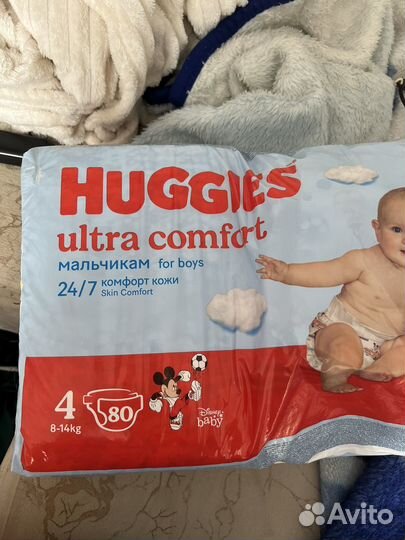 HUGGIES
ultra comfort
мальчикам for boys
24/7 комфорт кожи
Skin Comfort
4
80
8-14kg
Disney
baby
Avito